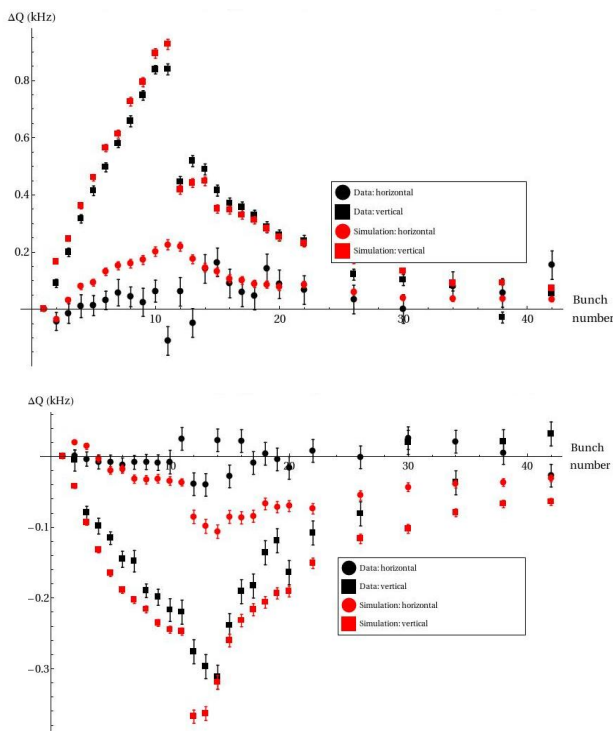 ΔQ (kHz)
0.8
0.6
0.4
0.2
10
20
30
40
Bunch
number
Data: horizontal
Data: vertical
Simulation: horizontal
Simulation: vertical
ΔQ (kHz)
10
20
30
40
Bunch
number
−0.1
−0.2
−0.3
Data: horizontal
Data: vertical
Simulation: horizontal
Simulation: vertical